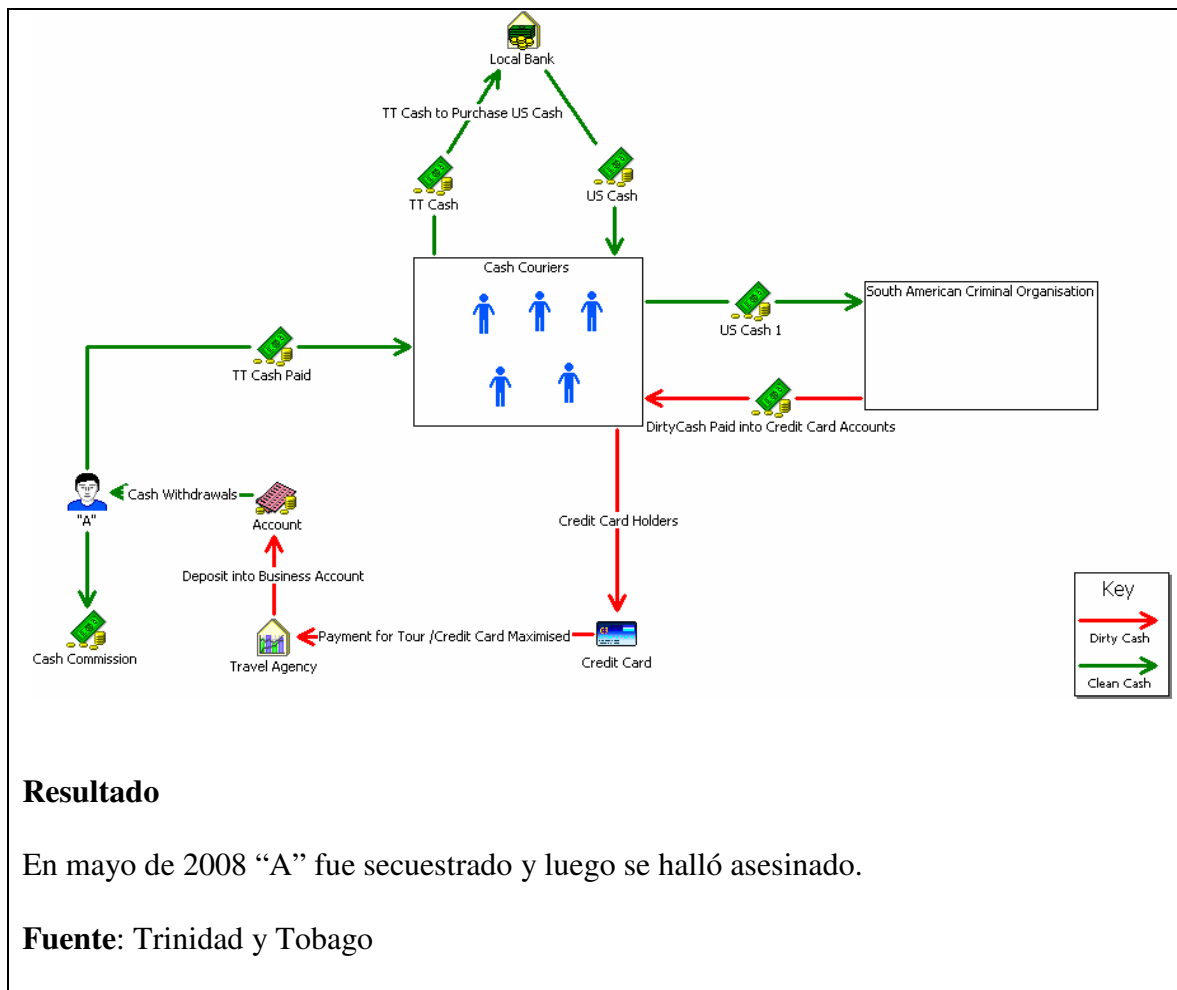 Local Bank
TT Cash to Purchase US Cash
TT Cash
US Cash
Cash Couriers
South American Criminal Organisation
US Cash 1
TT Cash Paid
DirtyCash Paid into Credit Card Accounts
"A"
Cash Withdrawals
Account
Credit Card Holders
Deposit into Business Account
Key
Dirty Cash
Clean Cash
Cash Commission
Travel Agency
Payment for Tour /Credit Card Maximised
Credit Card
Resultado
En mayo de 2008 “A” fue secuestrado y luego se halló asesinado.
Fuente: Trinidad y Tobago